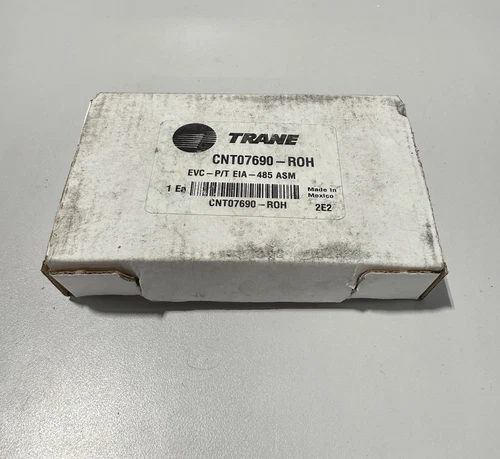 TRANE
CNT07690-ROH
EVC-P/T EIA-485 ASM
1 Ea
Made In
Mexico
CNT07690-ROH
2E2